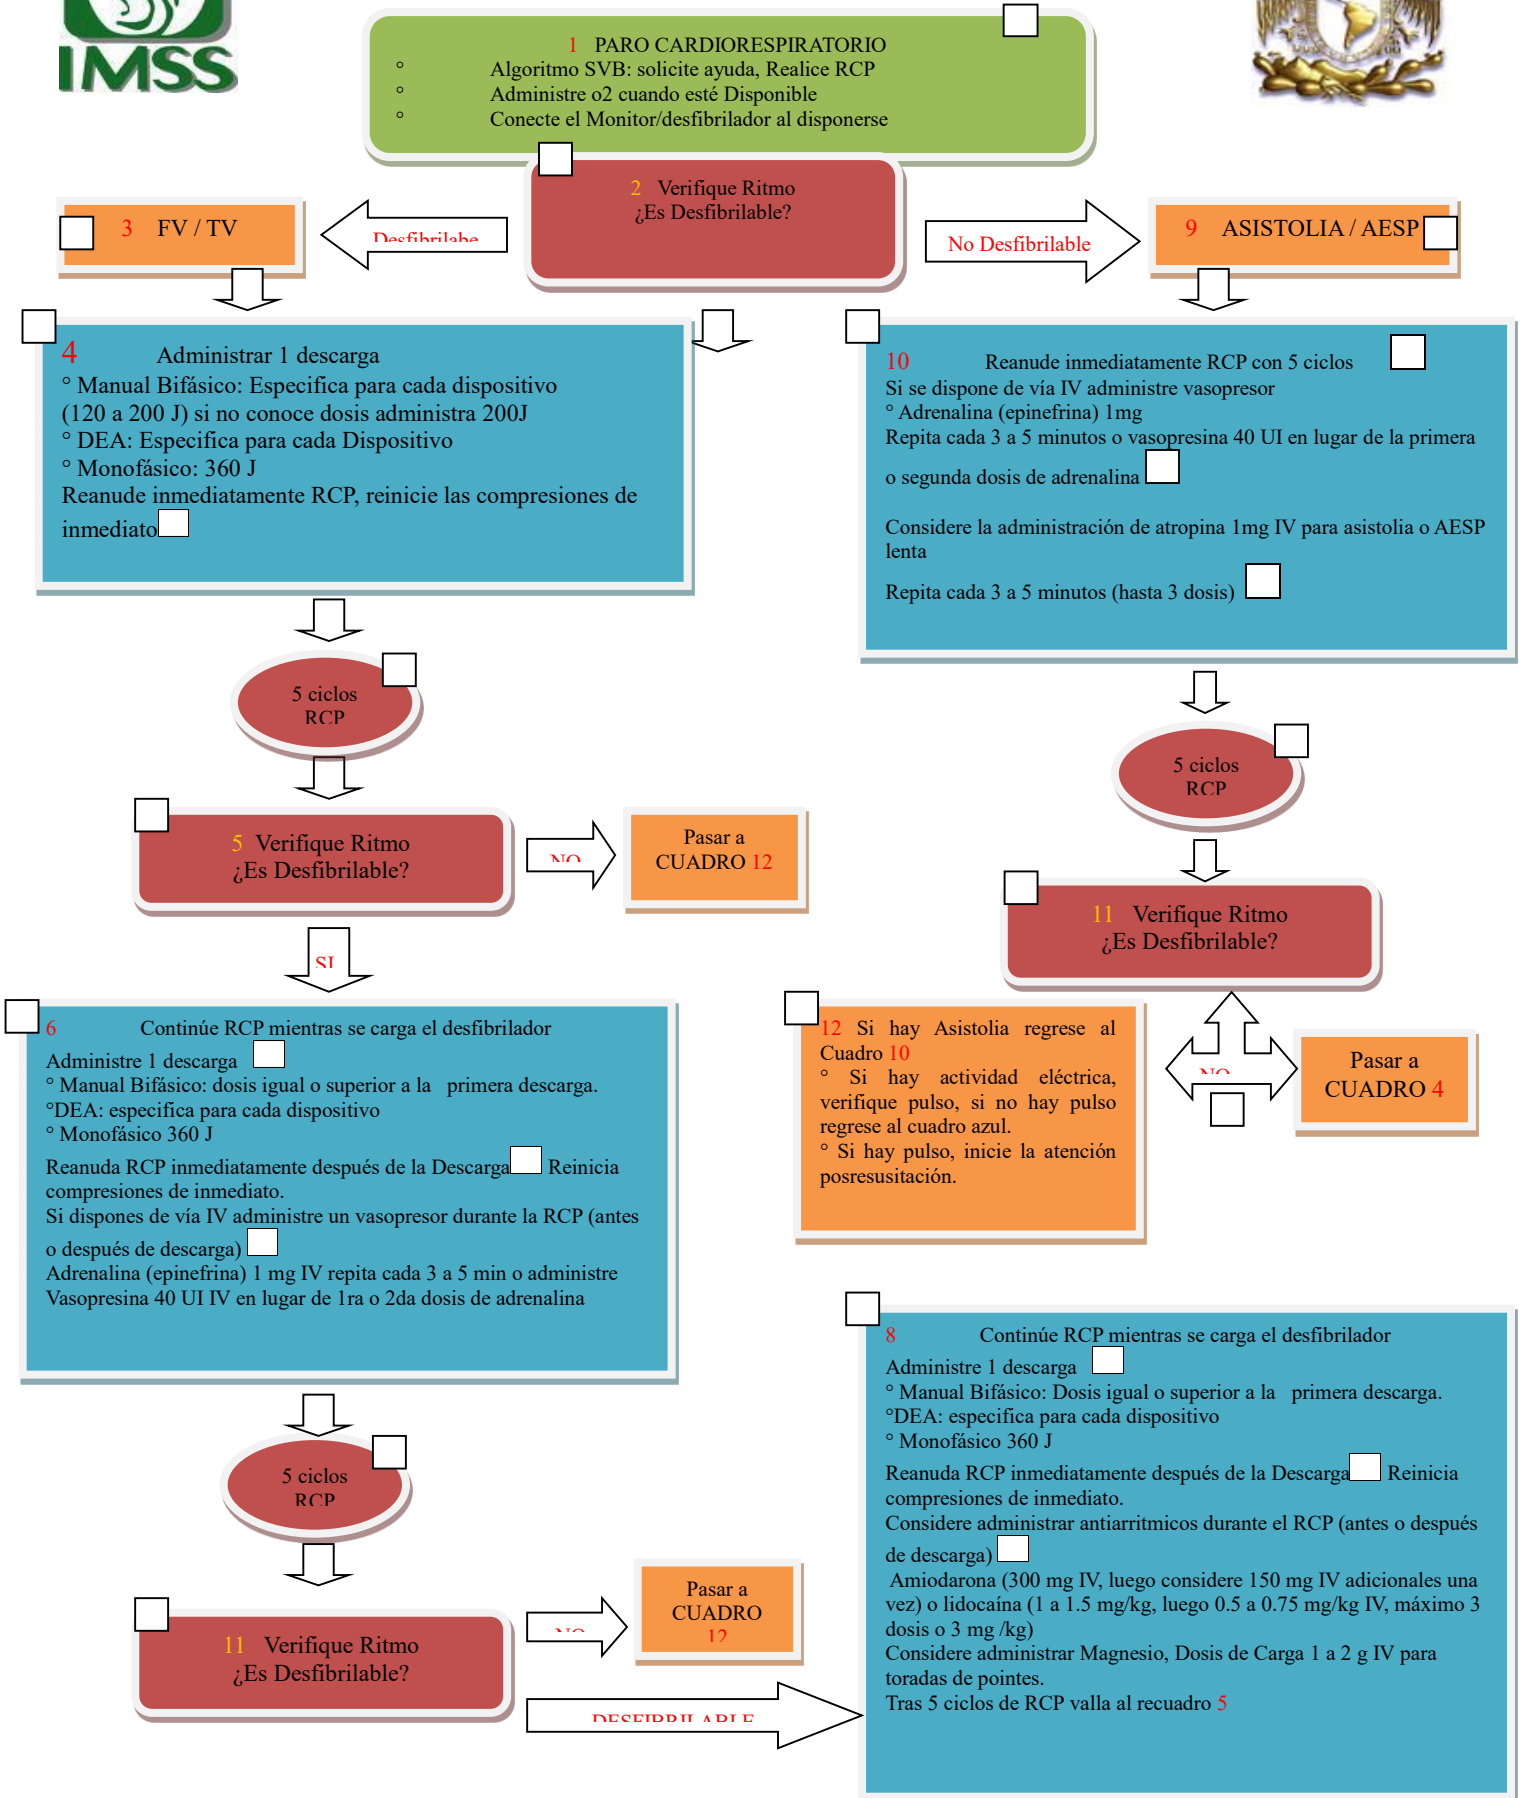 IMSS
1 PARO CARDIORESPIRATORIO
° Algoritmo SVB: solicite ayuda, Realice RCP
° Administre o2 cuando esté Disponible
° Conecte el Monitor/desfibrilador al disponerse
2 Verifique Ritmo
¿Es Desfibrilable?
3 FV / TV
Desfibrilabe
No Desfibrilable
9 ASISTOLIA / AESP
4 Administrar 1 descarga
° Manual Bifásico: Especifica para cada dispositivo
(120 a 200 J) si no conoce dosis administra 200J
° DEA: Especifica para cada Dispositivo
° Monofásico: 360 J
Reanude inmediatamente RCP, reinicie las compresiones de
inmediato
10 Reanude inmediatamente RCP con 5 ciclos
Si se dispone de vía IV administre vasopresor
° Adrenalina (epinefrina) 1mg
Repita cada 3 a 5 minutos o vasopresina 40 UI en lugar de la primera
o segunda dosis de adrenalina
Considere la administración de atropina 1mg IV para asistolia o AESP
lenta
Repita cada 3 a 5 minutos (hasta 3 dosis)
5 ciclos
RCP
5 ciclos
RCP
5 Verifique Ritmo
¿Es Desfibrilable?
NO
Pasar a
CUADRO 12
11 Verifique Ritmo
¿Es Desfibrilable?
SI
6 Continúe RCP mientras se carga el desfibrilador
Administre 1 descarga
° Manual Bifásico: dosis igual o superior a la primera descarga.
°DEA: especifica para cada dispositivo
° Monofásico 360 J
Reanuda RCP inmediatamente después de la Descarga Reinicia
compresiones de inmediato.
Si dispones de vía IV administre un vasopresor durante la RCP (antes
o después de descarga)
Adrenalina (epinefrina) 1 mg IV repita cada 3 a 5 min o administre
Vasopresina 40 UI IV en lugar de 1ra o 2da dosis de adrenalina
12 Si hay Asistolia regrese al
Cuadro 10
° Si hay actividad eléctrica,
verifique pulso, si no hay pulso
regrese al cuadro azul.
° Si hay pulso, inicie la atención
posresusitación.
NO
Pasar a
CUADRO 4
8 Continúe RCP mientras se carga el desfibrilador
Administre 1 descarga
° Manual Bifásico: Dosis igual o superior a la primera descarga.
°DEA: especifica para cada dispositivo
° Monofásico 360 J
Reanuda RCP inmediatamente después de la Descarga Reinicia
compresiones de inmediato.
Considere administrar antiarritmicos durante el RCP (antes o después
de descarga)
Amiodarona (300 mg IV, luego considere 150 mg IV adicionales una
vez) o lidocaína (1 a 1.5 mg/kg, luego 0.5 a 0.75 mg/kg IV, máximo 3
dosis o 3 mg /kg)
Considere administrar Magnesio, Dosis de Carga 1 a 2 g IV para
toradas de pointes.
Tras 5 ciclos de RCP valla al recuadro 5
5 ciclos
RCP
11 Verifique Ritmo
¿Es Desfibrilable?
NO
Pasar a
CUADRO
12
DESFIBRILABLE